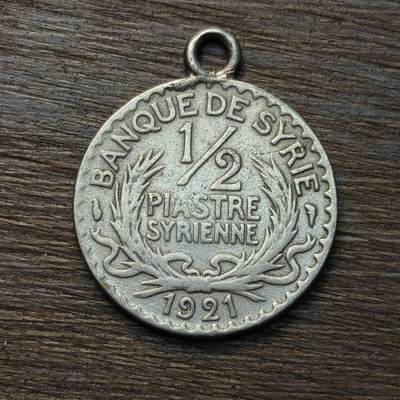 BANQUE DE SYRIE
1/2
PIASTRE
SYRIENNE
1921